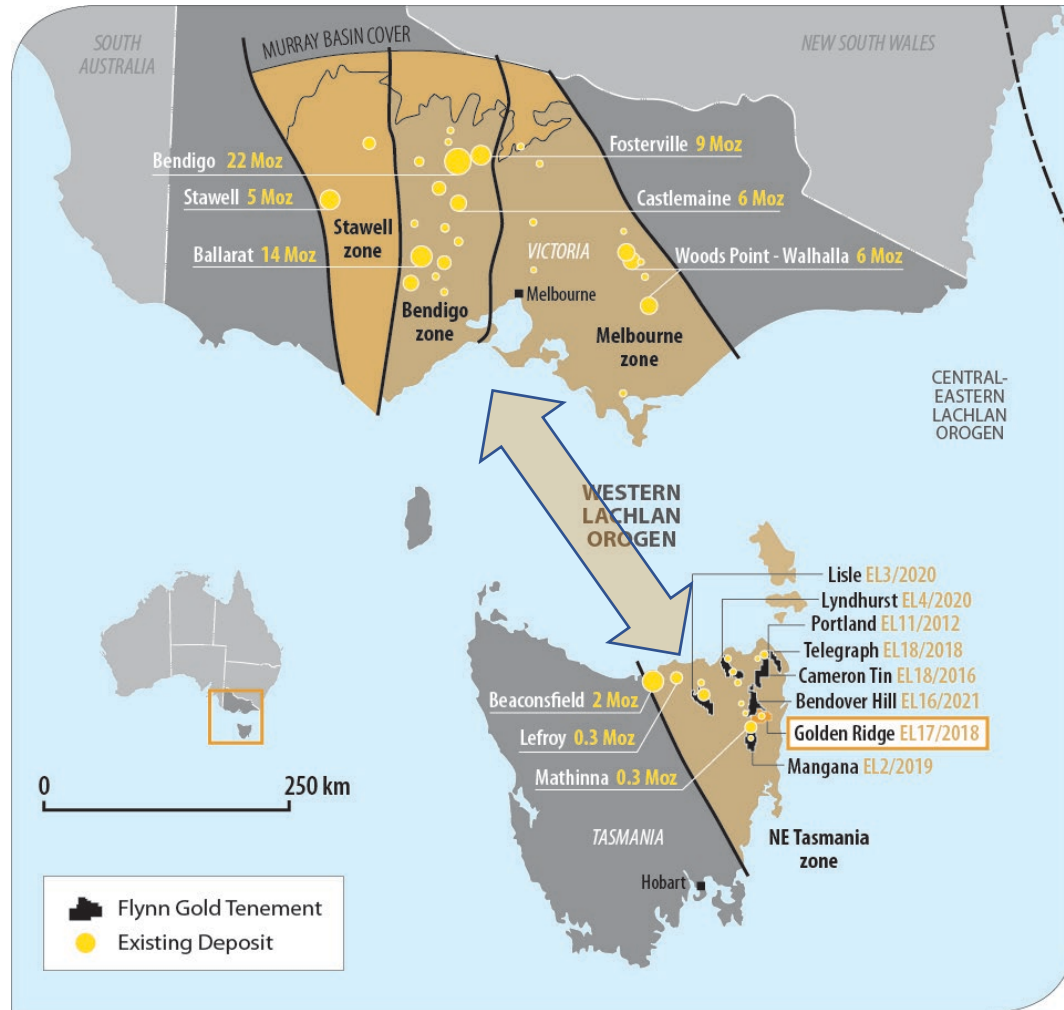 SOUTH
AUSTRALIA
MURRAY BASIN COVER
NEW SOUTH WALES
Bendigo 22 Moz
Fosterville 9 Moz
Stawell 5 Moz
Castlemaine 6 Moz
Stawell
zone
VICTORIA
Ballarat 14 Moz
Woods Point - Walhalla 6 Moz
Melbourne
Bendigo
zone
Melbourne
zone
CENTRAL-
EASTERN
LACHLAN
OROGEN
WESTERN
LACHLAN
OROGEN
Lisle EL3/2020
Lyndhurst EL4/2020
Portland EL11/2012
Telegraph EL18/2018
Cameron Tin EL18/2016
Bendover Hill EL16/2021
Golden Ridge EL17/2018
Mangana EL2/2019
Beaconsfield 2 Moz
Lefroy 0.3 Moz
Mathinna 0.3 Moz
0
250 km
TASMANIA
NE Tasmania
zone
Hobart
Flynn Gold Tenement
Existing Deposit